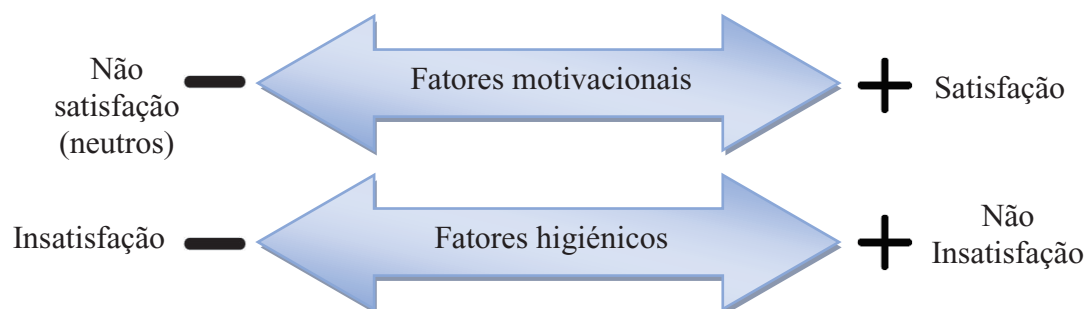 Não
satisfação
(neutros)
Fatores motivacionais
Satisfação
Insatisfação
Fatores higiénicos
Não
Insatisfação